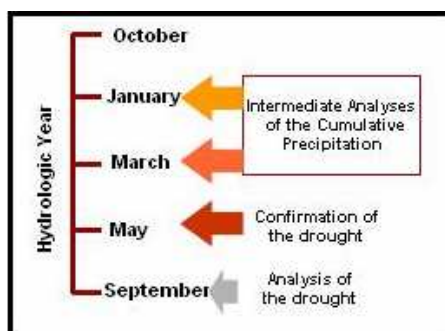 Hydrologic Year
October
January
March
May
September
Intermediate Analyses
of the Cumulative
Precipitation
Confirmation of
the drought
Analysis of
the drought